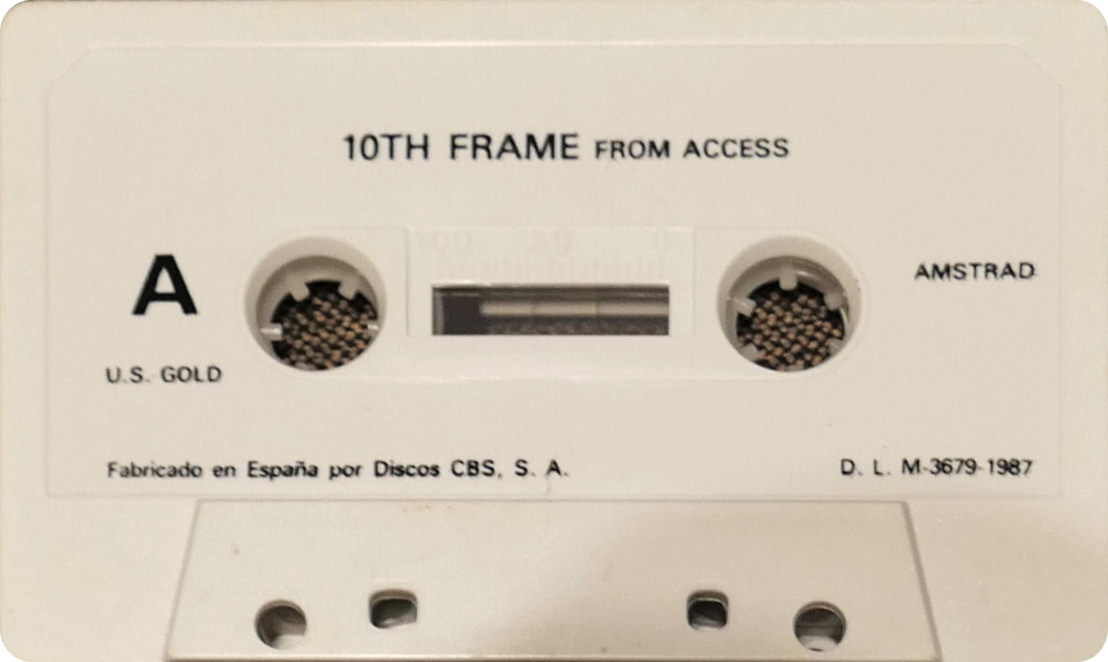 10TH FRAME FROM ACCESS
A
AMSTRAD
U.S. GOLD
Fabricado en España por Discos CBS, S. A.
D. L. M-3679-1987